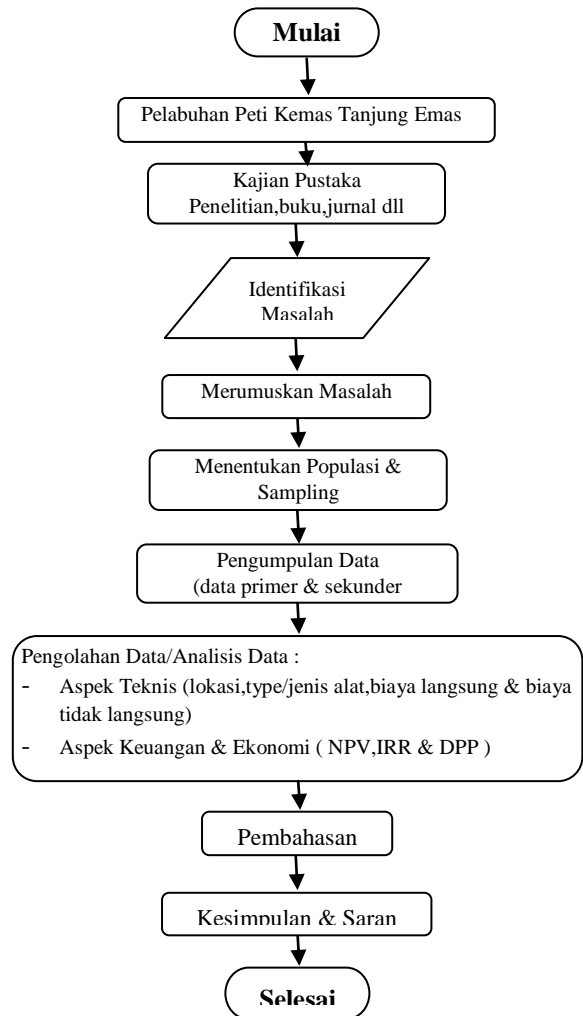 Mulai
Pelabuhan Peti Kemas Tanjung Emas
Kajian Pustaka
Penelitian,buku,jurnal dll
Identifikasi
Masalah
Merumuskan Masalah
Menentukan Populasi &
Sampling
Pengumpulan Data
(data primer & sekunder
Pengolahan Data/Analisis Data :
- Aspek Teknis (lokasi,type/jenis alat,biaya langsung & biaya
tidak langsung)
- Aspek Keuangan & Ekonomi ( NPV,IRR & DPP )
Pembahasan
Kesimpulan & Saran
Selesai